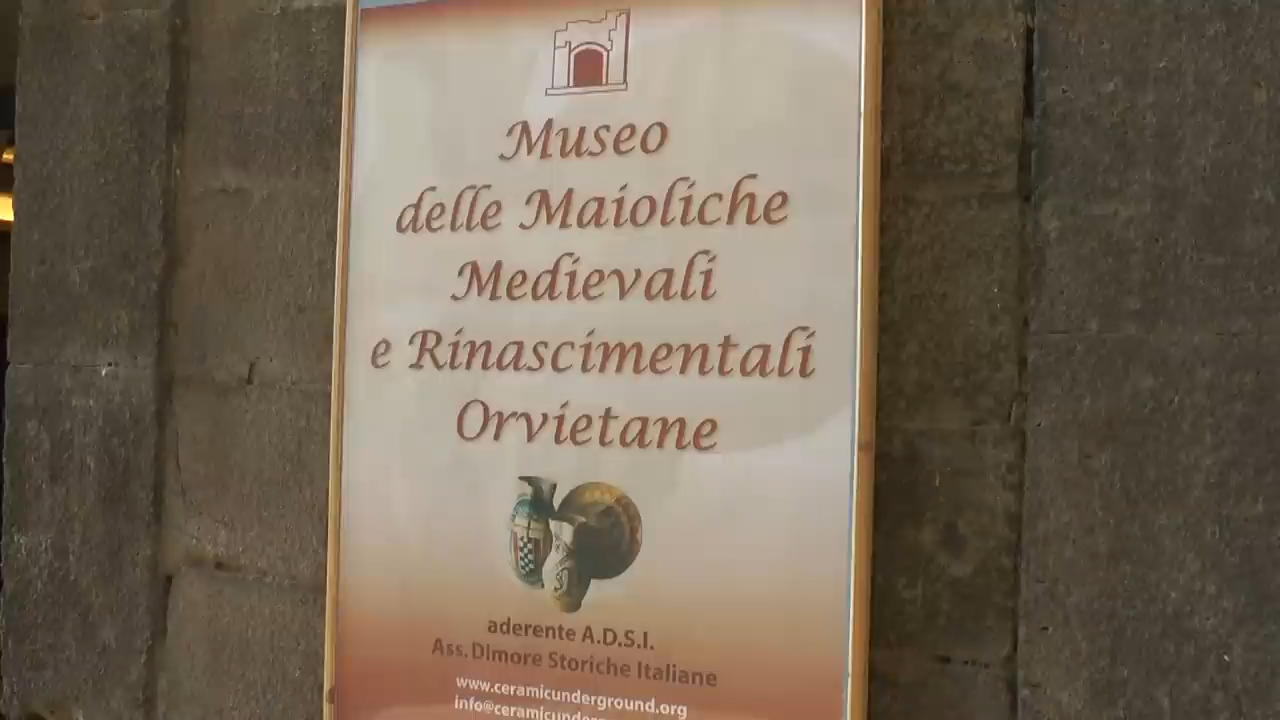 Museo
delle Maioliche
Medievali
e Rinascimentali
Orvietane
aderente A.D.S.I.
Ass. Dimore Storiche Italiane
www.ceramicunderground.org